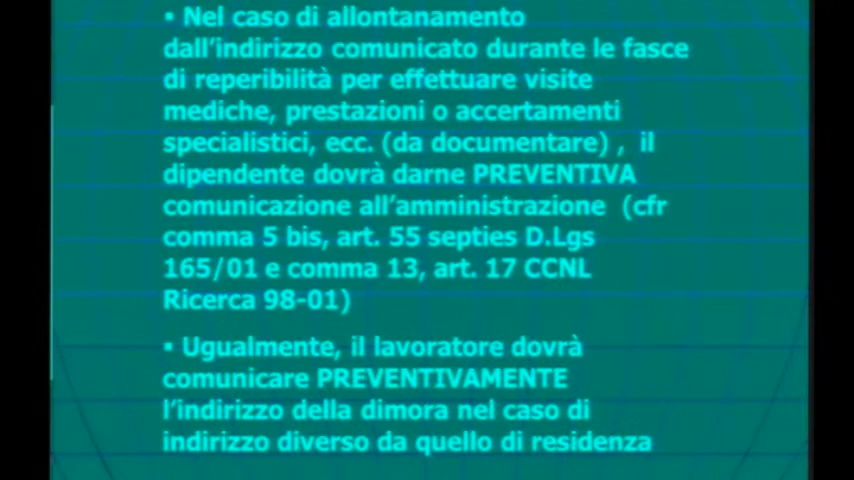 ▪ Nel caso di allontanamento
dall'indirizzo comunicato durante le fasce
di reperibilità per effettuare visite
mediche, prestazioni o accertamenti
specialistici, ecc. (da documentare) , il
dipendente dovrà darne PREVENTIVA
comunicazione all'amministrazione (cfr
comma 5 bis, art. 55 septies D.Lgs
165/01 e comma 13, art. 17 CCNL
Ricerca 98-01)
▪ Ugualmente, il lavoratore dovrà
comunicare PREVENTIVAMENTE
l'indirizzo della dimora nel caso di
indirizzo diverso da quello di residenza